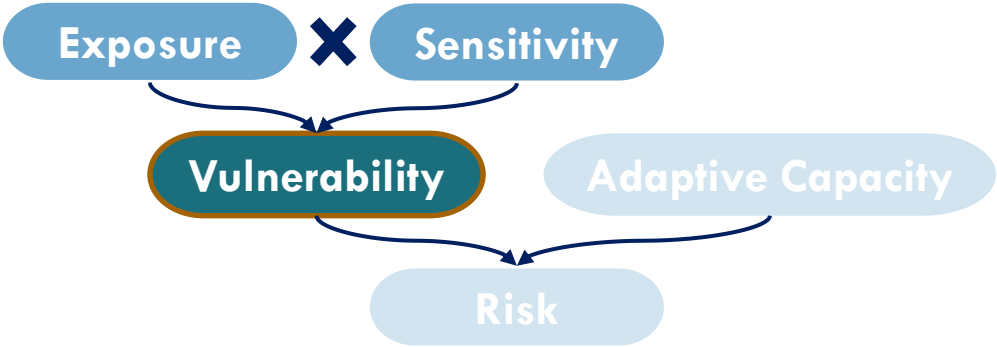 Exposure
Sensitivity
Vulnerability
Adaptive Capacity
Risk